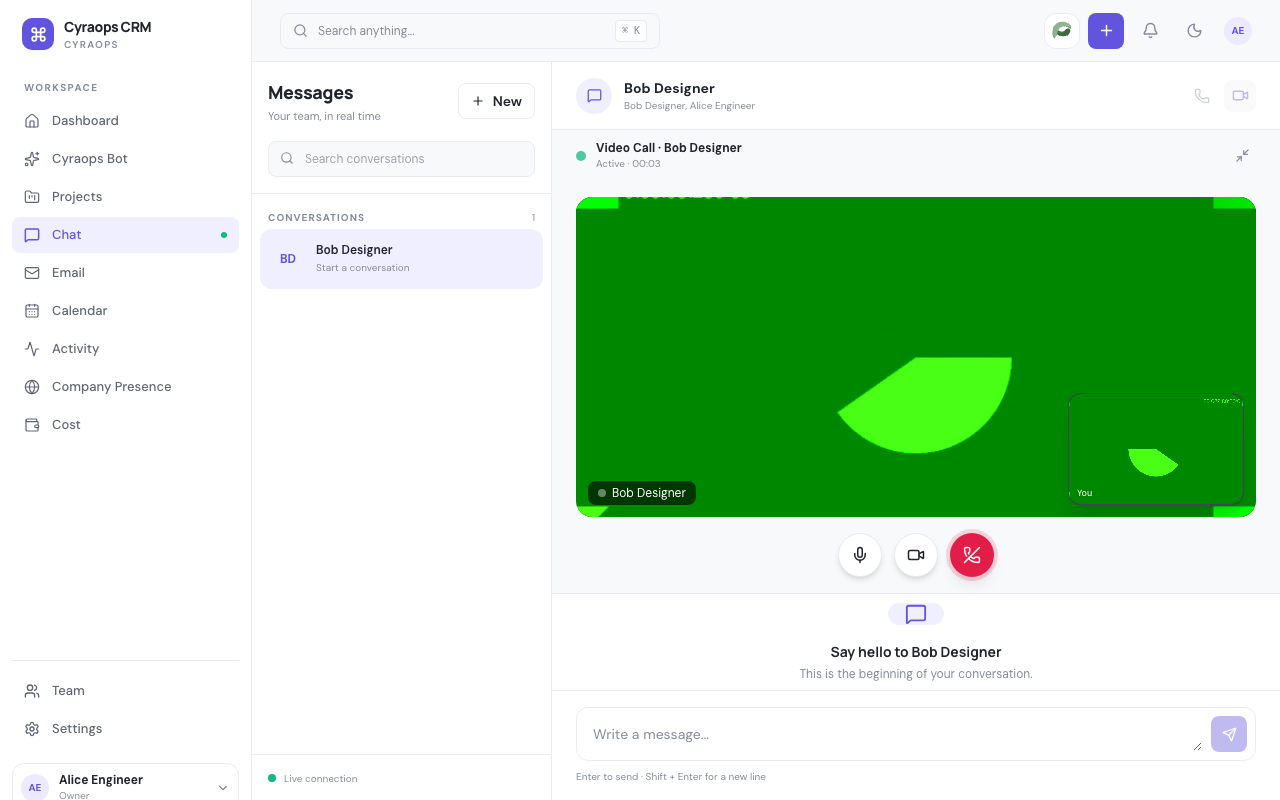 Cyraops CRM
CYRAOPS
Search anything...
⌘ K
AE
WORKSPACE
Dashboard
Cyraops Bot
Projects
Chat
Email
Calendar
Activity
Company Presence
Cost
Team
Settings
AE
Alice Engineer
Owner
Messages
Your team, in real time
New
Search conversations
CONVERSATIONS
1
BD
Bob Designer
Start a conversation
Live connection
Bob Designer
Bob Designer, Alice Engineer
Video Call · Bob Designer
Active · 00:03
Bob Designer
You
Say hello to Bob Designer
This is the beginning of your conversation.
Write a message...
Enter to send · Shift + Enter for a new line